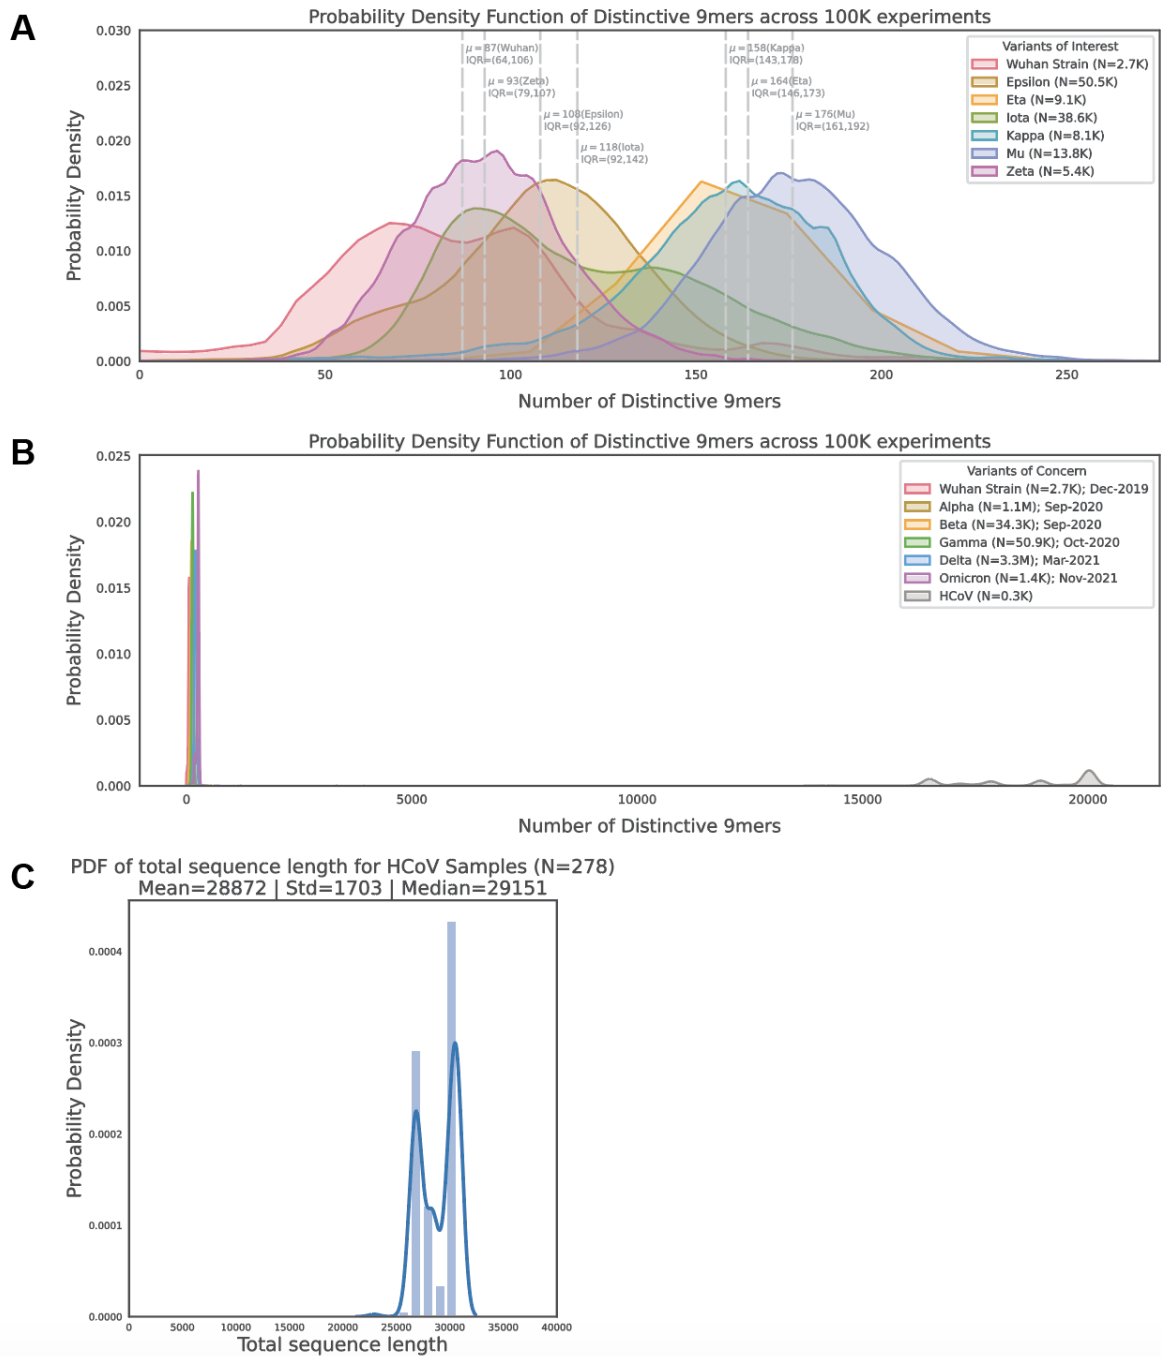 A
Probability Density Function of Distinctive 9mers across 100K experiments
0.030
0.025
0.020
0.015
0.010
0.005
0.000
Probability Density
μ = 87(Wuhan)
IQR=(64,106)
μ = 93(Zeta)
IQR=(79,107)
μ = 108(Epsilon)
IQR=(92,126)
μ = 118(Iota)
IQR=(92,142)
μ = 158(Kappa)
IQR=(143,178)
μ = 164(Eta)
IQR=(146,173)
μ = 176(Mu)
IQR=(161,192)
Variants of Interest
Wuhan Strain (N=2.7K)
Epsilon (N=50.5K)
Eta (N=9.1K)
Iota (N=38.6K)
Kappa (N=8.1K)
Mu (N=13.8K)
Zeta (N=5.4K)
0 50 100 150 200 250
Number of Distinctive 9mers
B
Probability Density Function of Distinctive 9mers across 100K experiments
0.025
0.020
0.015
0.010
0.005
0.000
Probability Density
Variants of Concern
Wuhan Strain (N=2.7K); Dec-2019
Alpha (N=1.1M); Sep-2020
Beta (N=34.3K); Sep-2020
Gamma (N=50.9K); Oct-2020
Delta (N=3.3M); Mar-2021
Omicron (N=1.4K); Nov-2021
HCoV (N=0.3K)
0 5000 10000 15000 20000
Number of Distinctive 9mers
C
PDF of total sequence length for HCoV Samples (N=278)
Mean=28872 | Std=1703 | Median=29151
0.0004
0.0003
0.0002
0.0001
0.0000
Probability Density
0 5000 10000 15000 20000 25000 30000 35000 40000
Total sequence length